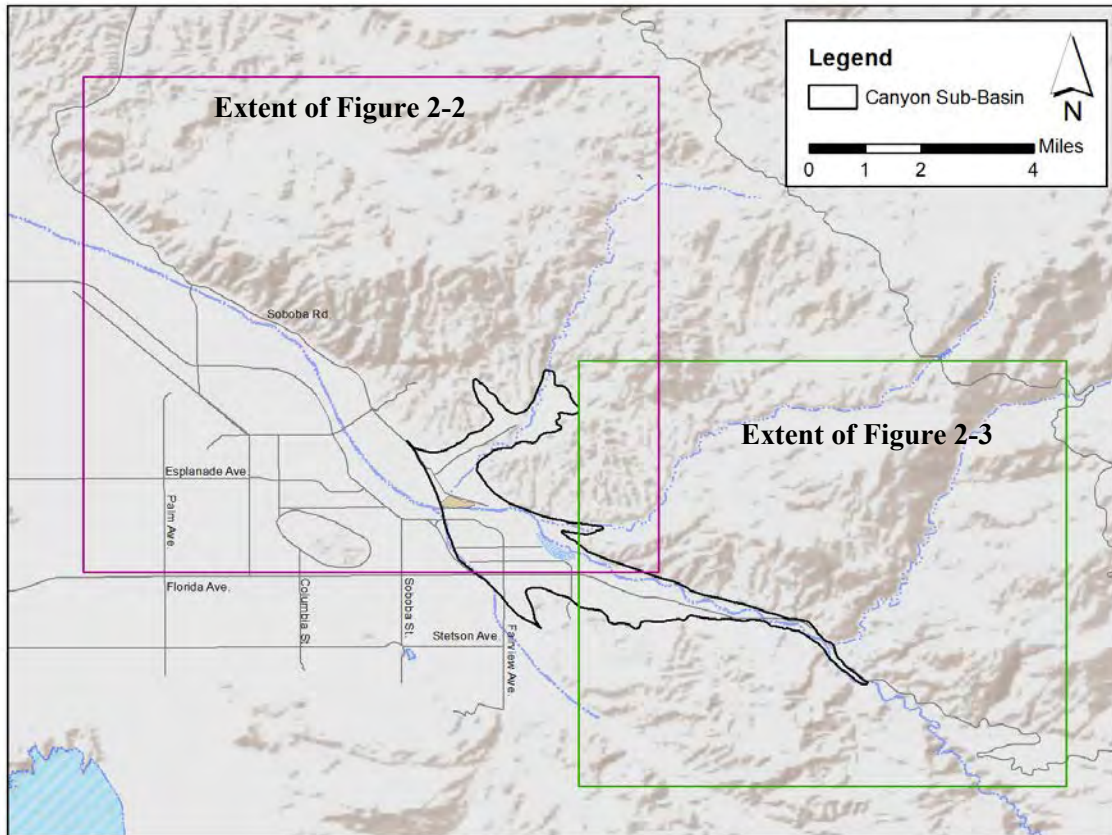 Legend
Canyon Sub-Basin
N
Miles
0 1 2 4
Extent of Figure 2-2
Soboba Rd.
Extent of Figure 2-3
Esplanade Ave.
Palm Ave.
Florida Ave.
Columbia St.
Soboba St.
Stetson Ave.
Fairview Ave.